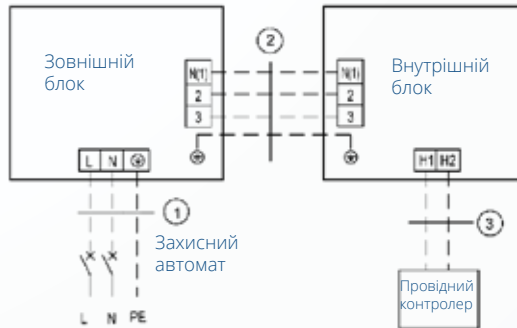 Зовнішній
блок
Внутрішній
блок
2
N(1)
2
3
N(1)
2
3
L N
H1 H2
1
Захисний
автомат
3
Провідний
контролер
L N PE